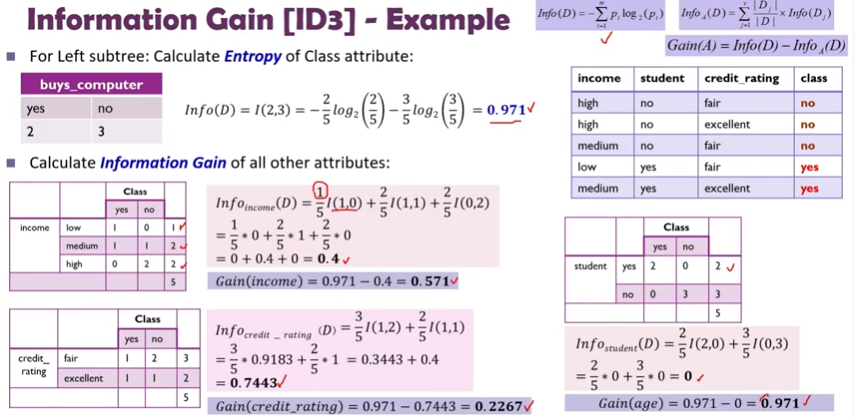 Information Gain [ID3] - Example
Info(D) = -∑_{i=1}^{m} p_i log_2(p_i)
Info_A(D) = ∑_{j=1}^{v} |D_j|/|D| × Info(D_j)
Gain(A) = Info(D) − Info_A(D)
For Left subtree: Calculate Entropy of Class attribute:
buys_computer
yes no
2 3
Info(D) = I(2,3) = −2/5 log_2(2/5) − 3/5 log_2(3/5) = 0.971
income student credit_rating class
high no fair no
high no excellent no
medium no fair no
low yes fair yes
medium yes excellent yes
Calculate Information Gain of all other attributes:
Class
yes no
income low 1 0 1
medium 1 1 2
high 0 2 2
5
Info_income(D) = 1/5 I(1,0) + 2/5 I(1,1) + 2/5 I(0,2)
= 1/5 * 0 + 2/5 * 1 + 2/5 * 0
= 0 + 0.4 + 0 = 0.4
Gain(income) = 0.971 − 0.4 = 0.571
Class
yes no
student yes 2 0 2
no 0 3 3
5
Class
yes no
credit_rating fair 1 2 3
excellent 1 1 2
5
Info_credit_rating (D) = 3/5 I(1,2) + 2/5 I(1,1)
= 3/5 * 0.9183 + 2/5 * 1 = 0.3443 + 0.4
= 0.7443
Gain(credit_rating) = 0.971 − 0.7443 = 0.2267
Info_student(D) = 2/5 I(2,0) + 3/5 I(0,3)
= 2/5 * 0 + 3/5 * 0 = 0
Gain(age) = 0.971 − 0 = 0.971